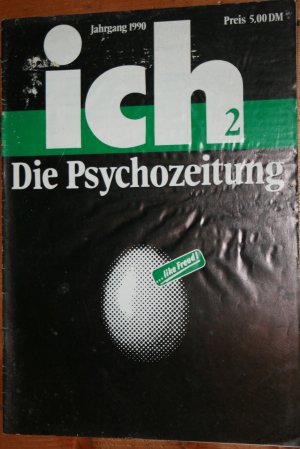 Jahrgang 1990
Preis 5,00 DM
ich
2
Die Psychozeitung
...like Freud!